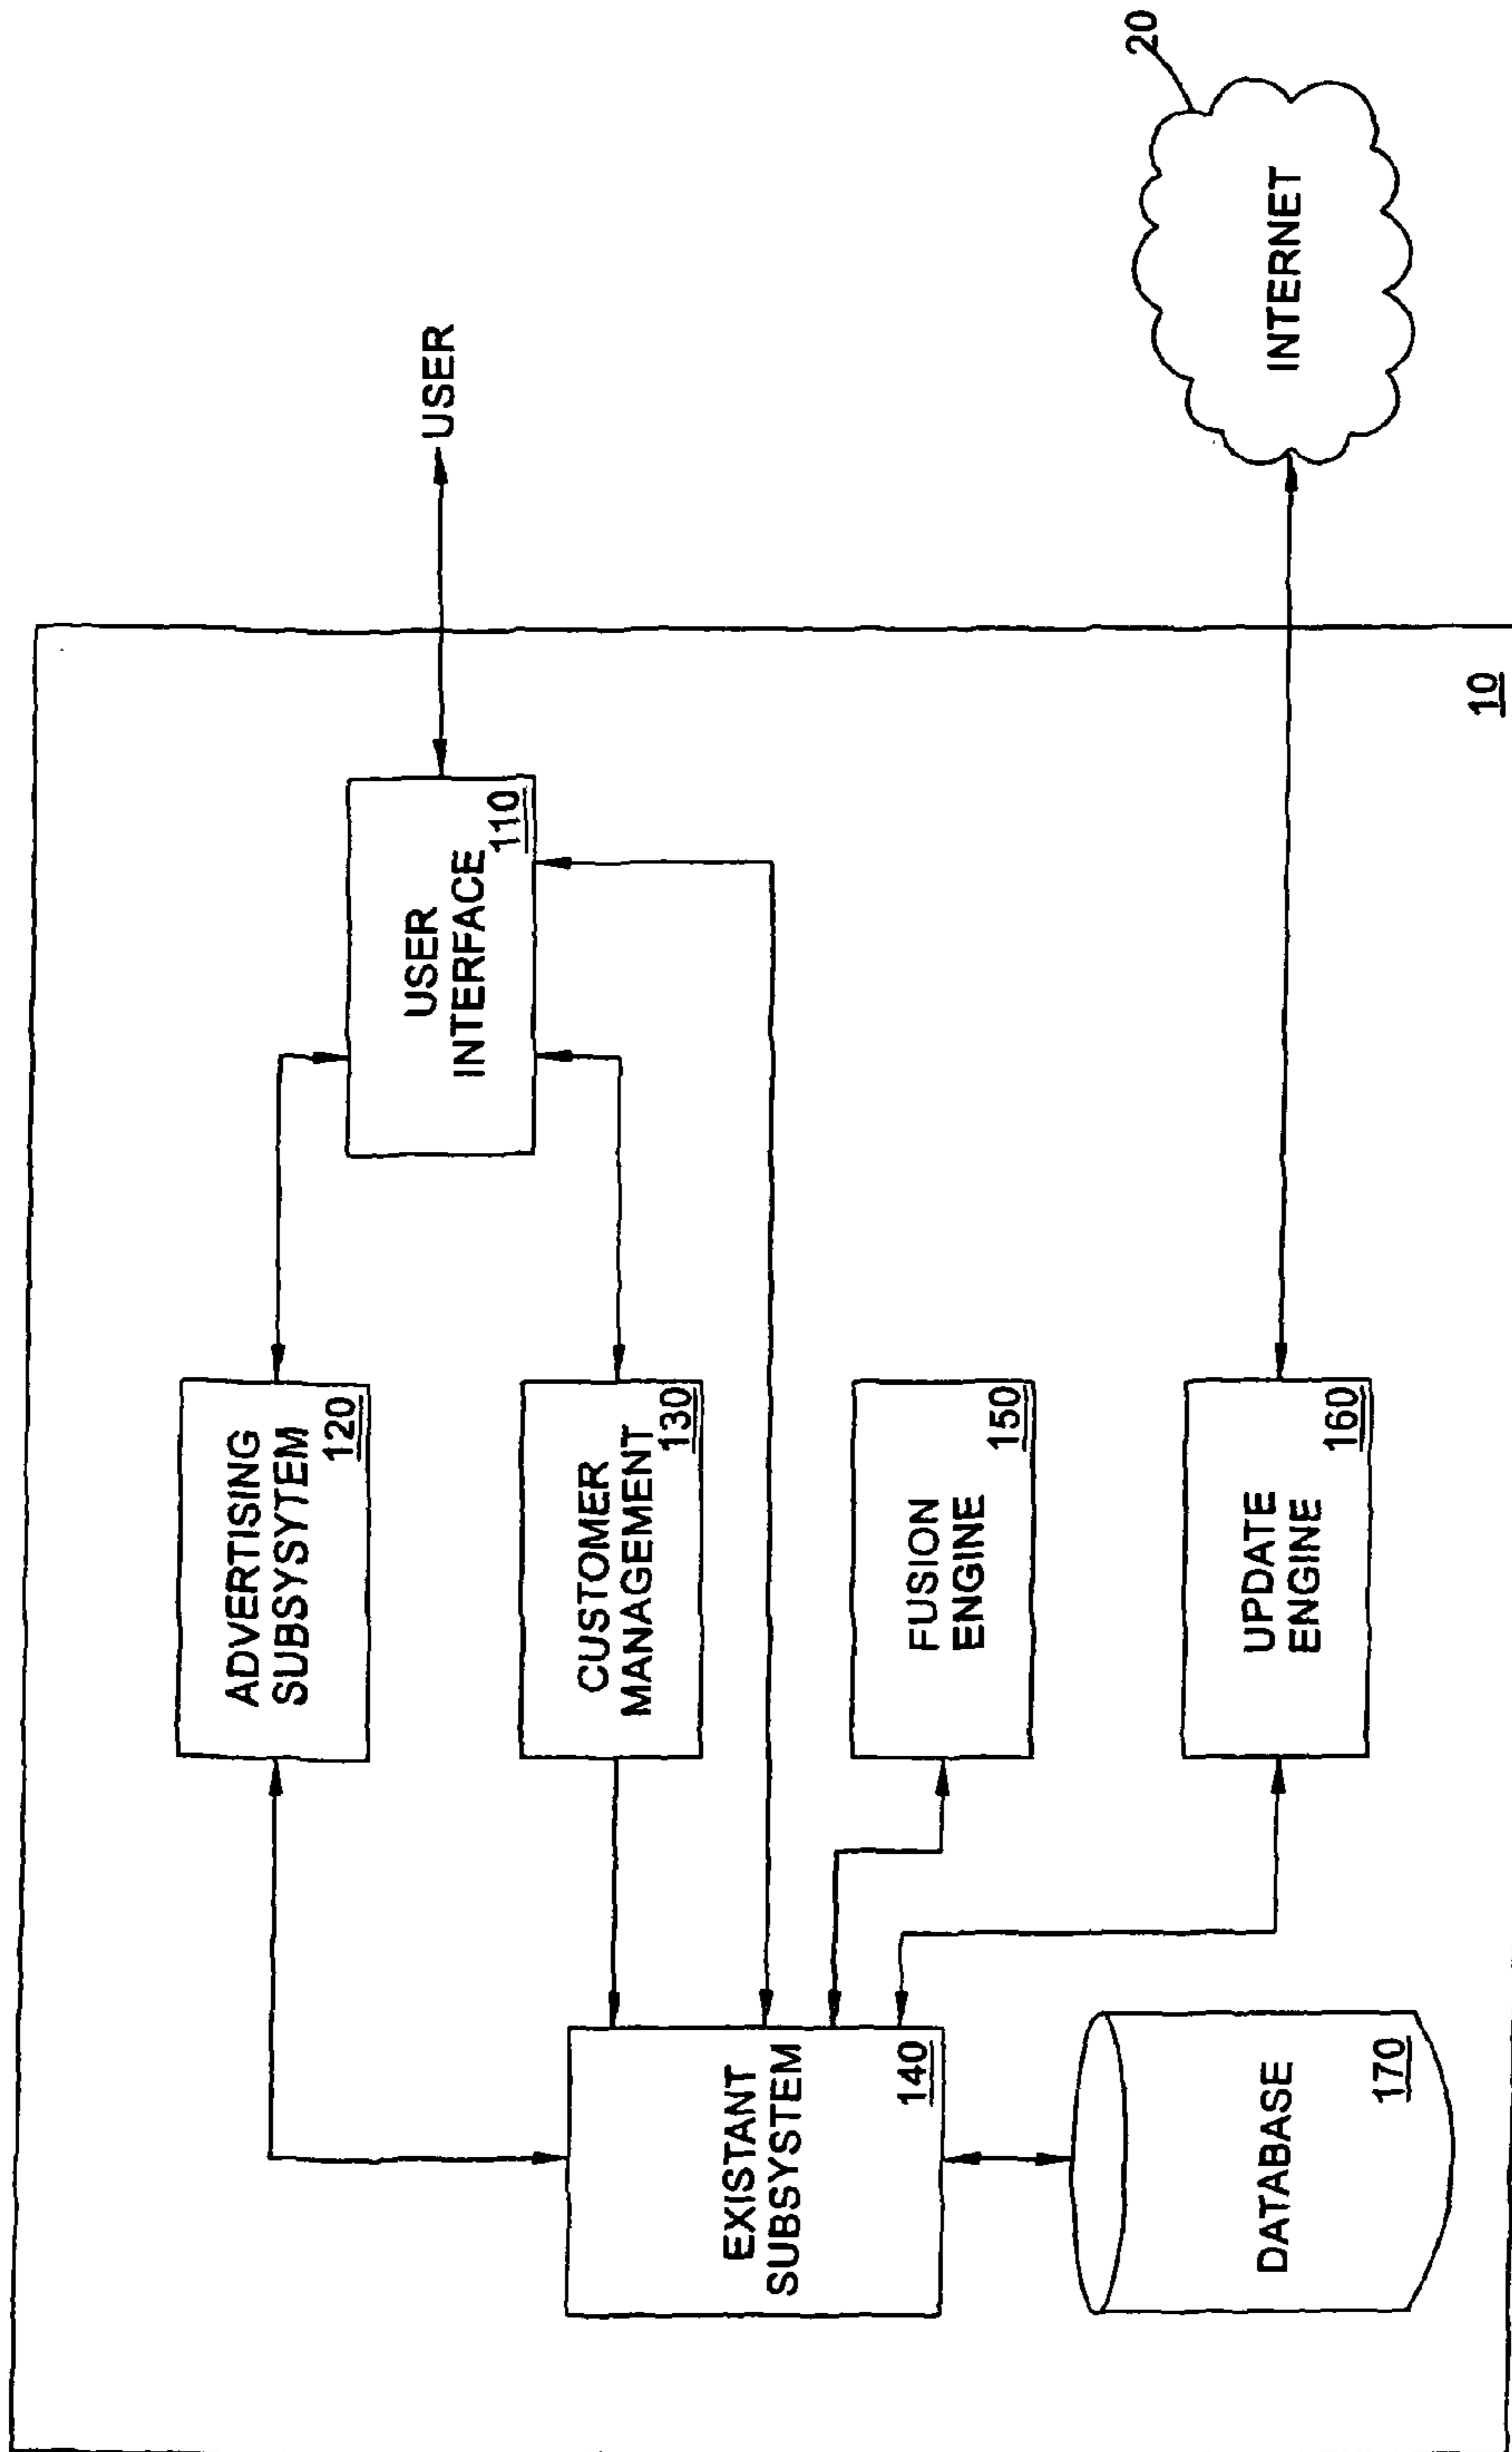 ADVERTISING
SUBSYTEM
120
USER
INTERFACE
110
USER
CUSTOMER
MANAGEMENT
130
EXISTANT
SUBSYSTEM
140
FUSION
ENGINE
150
UPDATE
ENGINE
160
DATABASE
170
INTERNET
20
10